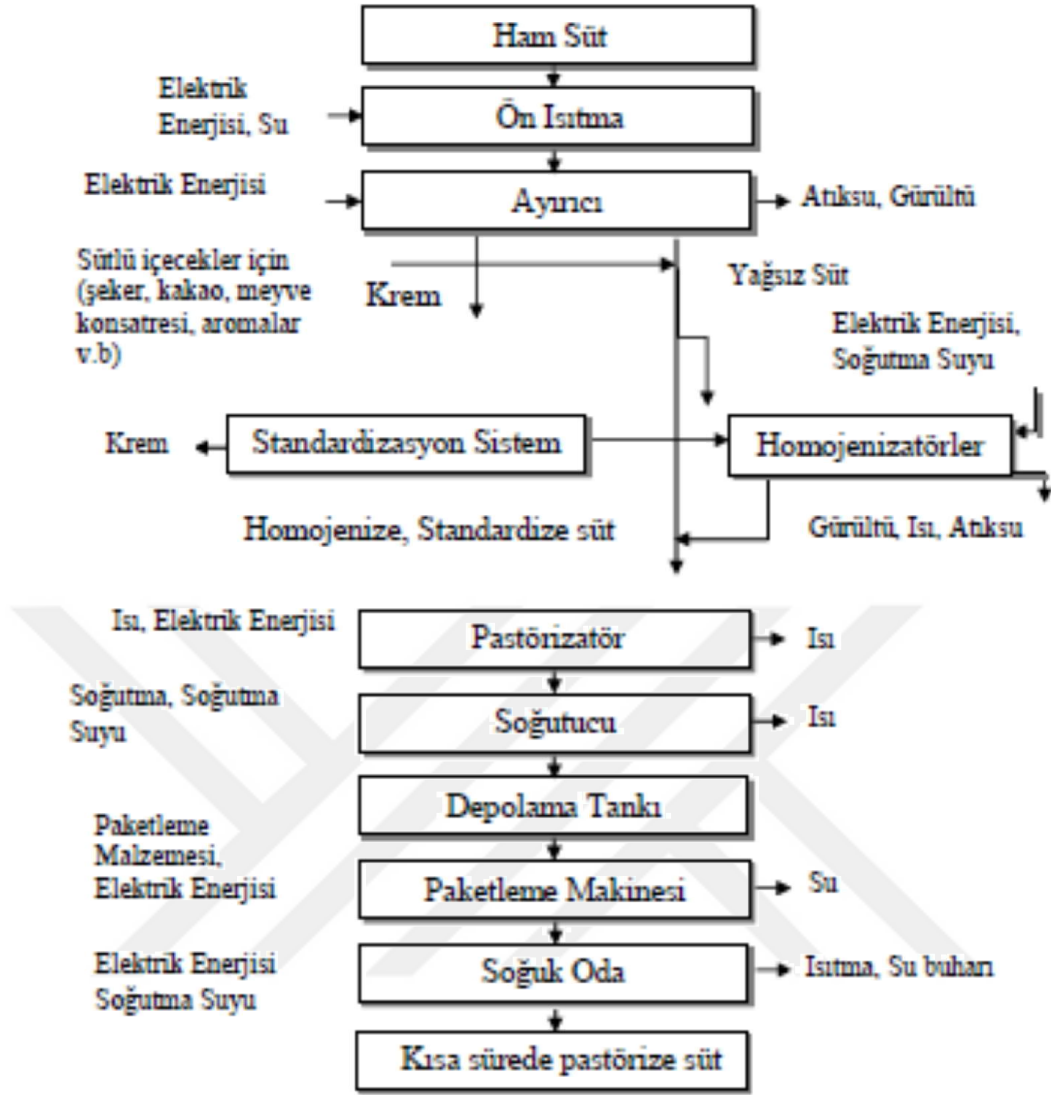 Ham Süt
Elektrik
Enerjisi, Su
Ön Isıtma
Elektrik Enerjisi
Ayırıcı
Atıksu, Gürültü
Sütlü içecekler için
(şeker, kakao, meyve
konsatresi, aromalar
v.b)
Krem
Yağsız Süt
Elektrik Enerjisi,
Soğutma Suyu
Krem
Standardizasyon Sistem
Homojenizatörler
Homojenize, Standardize süt
Gürültü, Isı, Atıksu
Isı, Elektrik Enerjisi
Pastörizatör
Isı
Soğutma, Soğutma
Suyu
Soğutucu
Isı
Depolama Tankı
Paketleme
Malzemesi,
Elektrik Enerjisi
Paketleme Makinesi
Su
Elektrik Enerjisi
Soğutma Suyu
Soğuk Oda
Isıtma, Su buharı
Kısa sürede pastörize süt